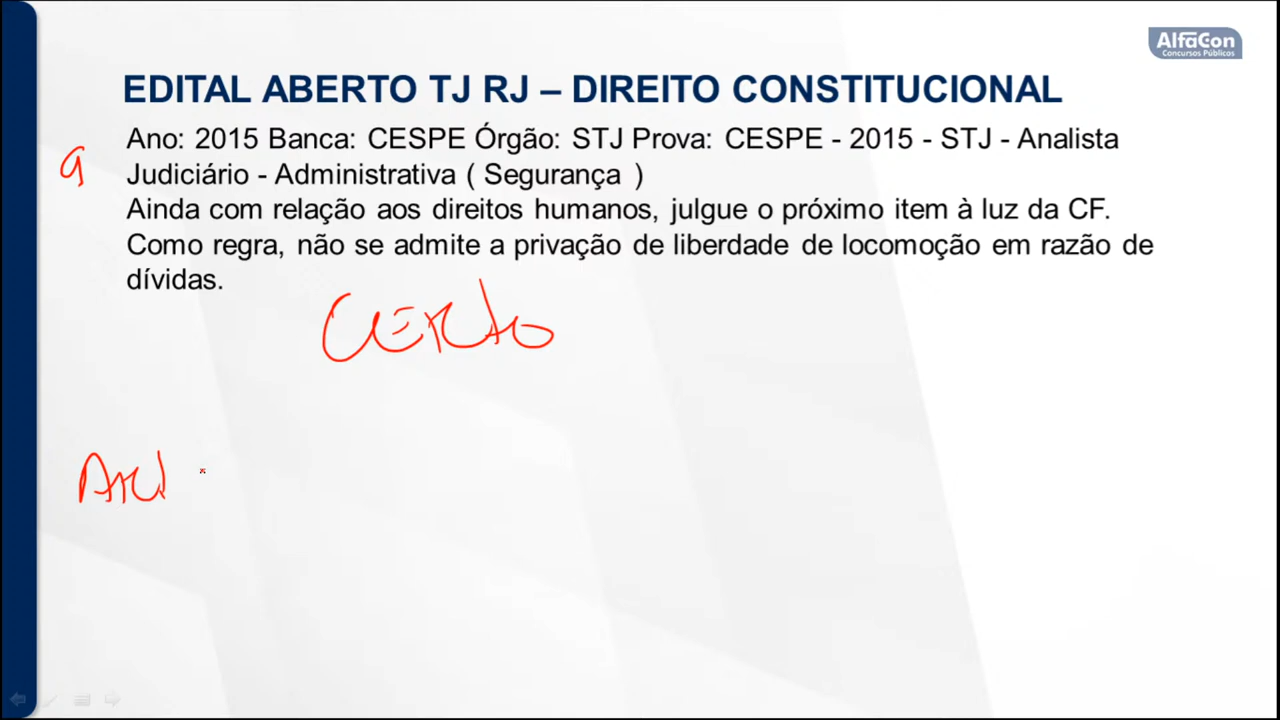 AlfaCon
Concursos Públicos
EDITAL ABERTO TJ RJ – DIREITO CONSTITUCIONAL
9
Ano: 2015 Banca: CESPE Órgão: STJ Prova: CESPE - 2015 - STJ - Analista
Judiciário - Administrativa ( Segurança )
Ainda com relação aos direitos humanos, julgue o próximo item à luz da CF.
Como regra, não se admite a privação de liberdade de locomoção em razão de
dívidas.
CERTO